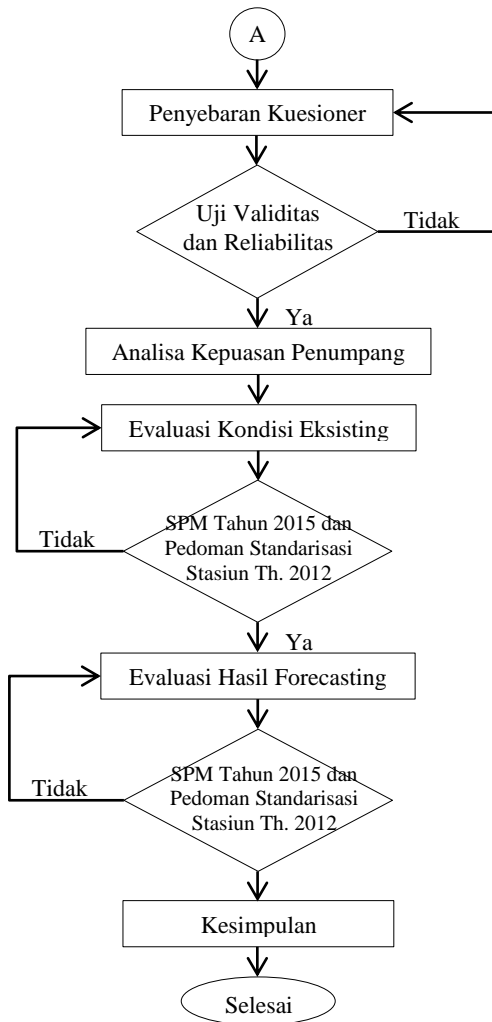 A
Penyebaran Kuesioner
Uji Validitas
dan Reliabilitas
Tidak
Ya
Analisa Kepuasan Penumpang
Evaluasi Kondisi Eksisting
SPM Tahun 2015 dan
Pedoman Standarisasi
Stasiun Th. 2012
Tidak
Ya
Evaluasi Hasil Forecasting
SPM Tahun 2015 dan
Pedoman Standarisasi
Stasiun Th. 2012
Tidak
Kesimpulan
Selesai